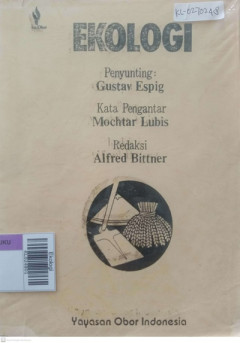 EKOLOGI
Penyunting:
Gustav Espig
Kata Pengantar
Mochtar Lubis
Redaksi
Alfred Bittner
Yayasan Obor Indonesia